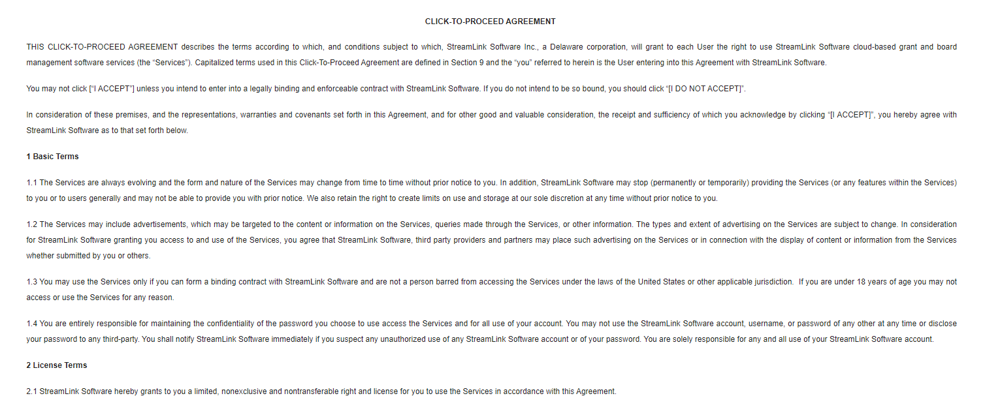 CLICK-TO-PROCEED AGREEMENT
THIS CLICK-TO-PROCEED AGREEMENT describes the terms according to which, and conditions subject to which, StreamLink Software Inc., a Delaware corporation, will grant to each User the right to use StreamLink Software cloud-based grant and board
management software services (the “Services”). Capitalized terms used in this Click-To-Proceed Agreement are defined in Section 9 and the “you” referred to herein is the User entering into this Agreement with StreamLink Software.
You may not click [“I ACCEPT”] unless you intend to enter into a legally binding and enforceable contract with StreamLink Software. If you do not intend to be so bound, you should click “[I DO NOT ACCEPT]”.
In consideration of these premises, and the representations, warranties and covenants set forth in this Agreement, and for other good and valuable consideration, the receipt and sufficiency of which you acknowledge by clicking “[I ACCEPT]”, you hereby agree with
StreamLink Software as to that set forth below.
1 Basic Terms
1.1 The Services are always evolving and the form and nature of the Services may change from time to time without prior notice to you. In addition, StreamLink Software may stop (permanently or temporarily) providing the Services (or any features within the Services)
to you or to users generally and may not be able to provide you with prior notice. We also retain the right to create limits on use and storage at our sole discretion at any time without prior notice to you.
1.2 The Services may include advertisements, which may be targeted to the content or information on the Services, queries made through the Services, or other information. The types and extent of advertising on the Services are subject to change. In consideration
for StreamLink Software granting you access to and use of the Services, you agree that StreamLink Software, third party providers and partners may place such advertising on the Services or in connection with the display of content or information from the Services
whether submitted by you or others.
1.3 You may use the Services only if you can form a binding contract with StreamLink Software and are not a person barred from accessing the Services under the laws of the United States or other applicable jurisdiction. If you are under 18 years of age you may not
access or use the Services for any reason.
1.4 You are entirely responsible for maintaining the confidentiality of the password you choose to use access the Services and for all use of your account. You may not use the StreamLink Software account, username, or password of any other at any time or disclose
your password to any third-party. You shall notify StreamLink Software immediately if you suspect any unauthorized use of any StreamLink Software account or of your password. You are solely responsible for any and all use of your StreamLink Software account.
2 License Terms
2.1 StreamLink Software hereby grants to you a limited, nonexclusive and nontransferable right and license for you to use the Services in accordance with this Agreement.